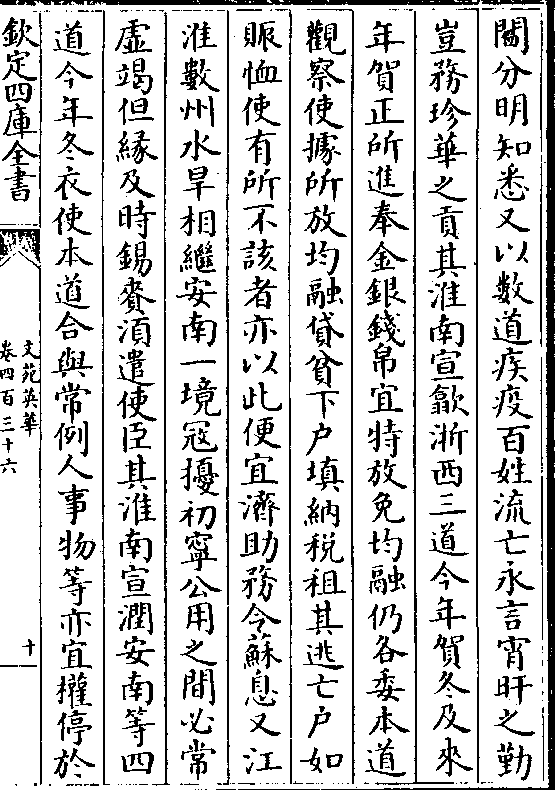 闕分明知悉又以數道疾疫百姓流亡永言宵旰之勤
豈務珍華之貢其淮南宣歙浙西三道今年賀冬及來
年賀正所進奉金銀錢帛宜特放免均融仍各委本道
觀察使據所放均融貸貧下户填納税租其逃亡户如
賑恤使有所不該者亦以此便宜濟助務令蘇息又江
淮數州水旱相繼安南一境冦擾初寧公用之間必常
虛竭但縁及時錫賚須遣使臣其淮南宣潤安南等四
道今年冬衣使本道合與常例人事物等亦宜權停於
欽定四庫全書
文苑英華
卷四百三十六
十